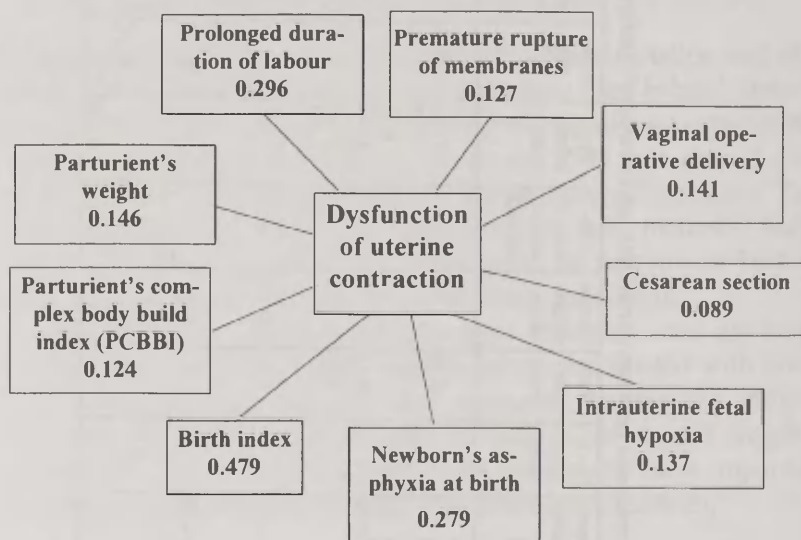 Prolonged dura-
tion of labour
0.296
Premature rupture
of membranes
0.127
Vaginal ope-
rative delivery
0.141
Parturient's
weight
0.146
Dysfunction
of uterine
contraction
Parturient's com-
plex body build
index (PCBBI)
0.124
Cesarean section
0.089
Birth index
0.479
Newborn's as-
phyxia at birth
0.279
Intrauterine fetal
hypoxia
0.137